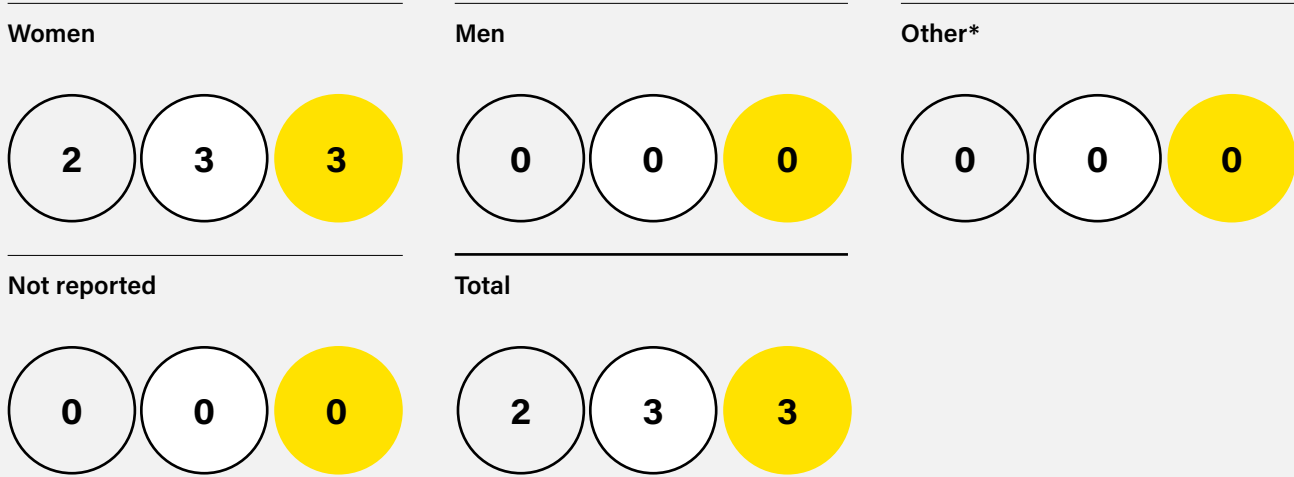 Women Men Other*
2 3 3 0 0 0 0 0 0
Not reported Total
0 0 0 2 3 3